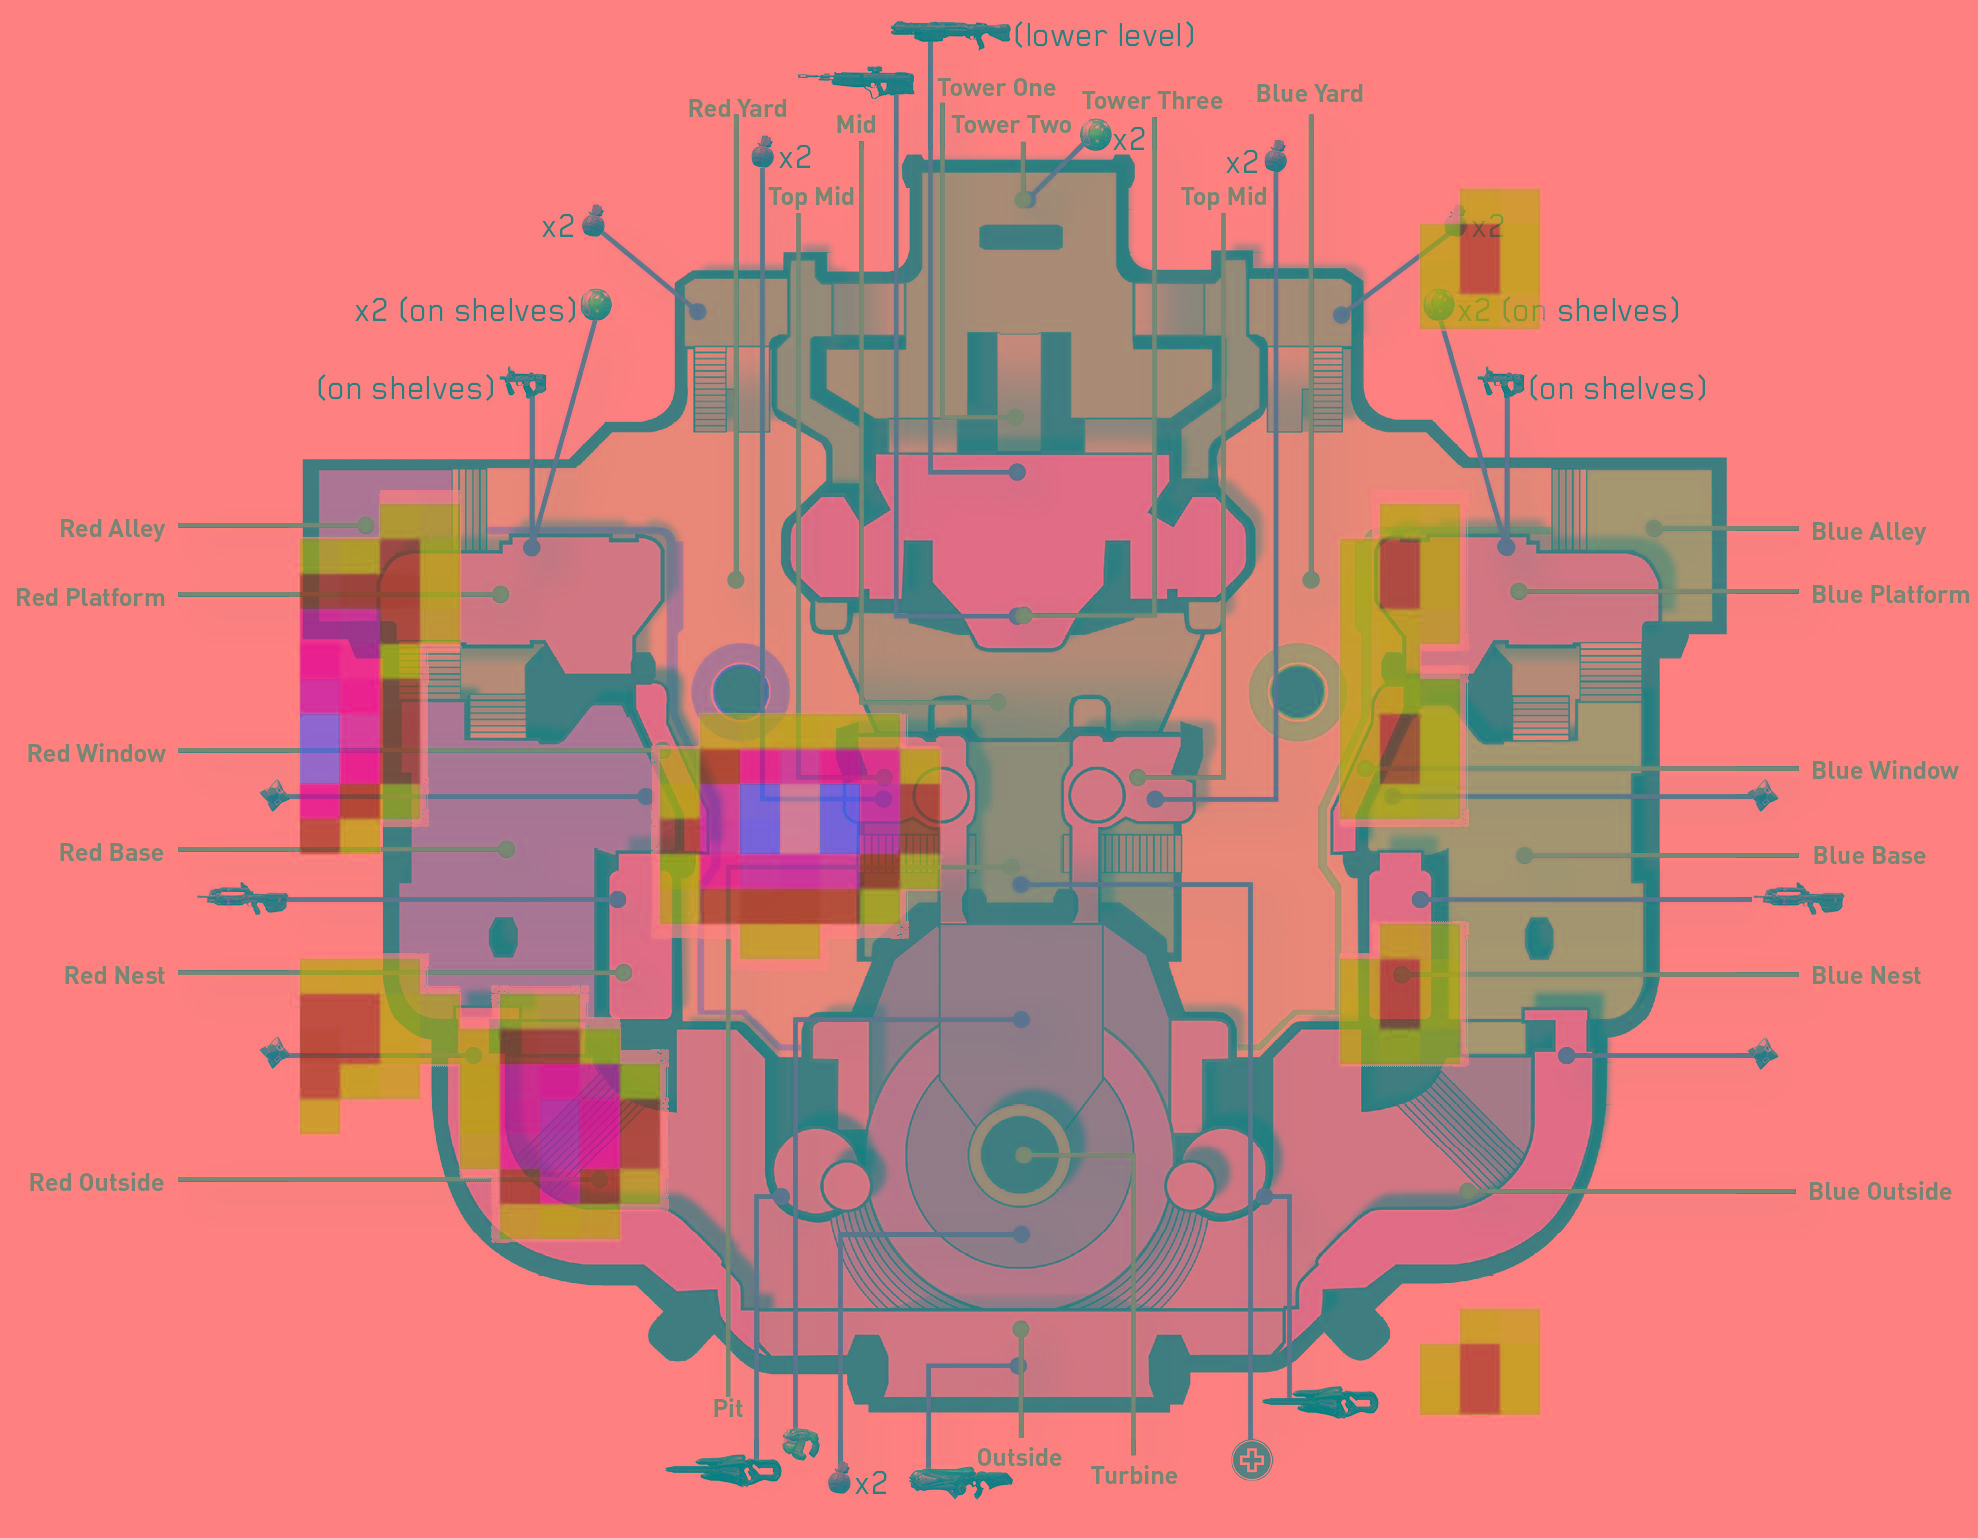 (lower level)
Tower One
Tower Three
Blue Yard
Red Yard
Mid
Tower Two
x2
x2
x2
Top Mid
Top Mid
x2
x2
x2 (on shelves)
x2 (on shelves)
(on shelves)
(on shelves)
Red Alley
Blue Alley
Red Platform
Blue Platform
Red Window
Blue Window
Red Base
Blue Base
Red Nest
Blue Nest
Red Outside
Blue Outside
Pit
Outside
Turbine
x2